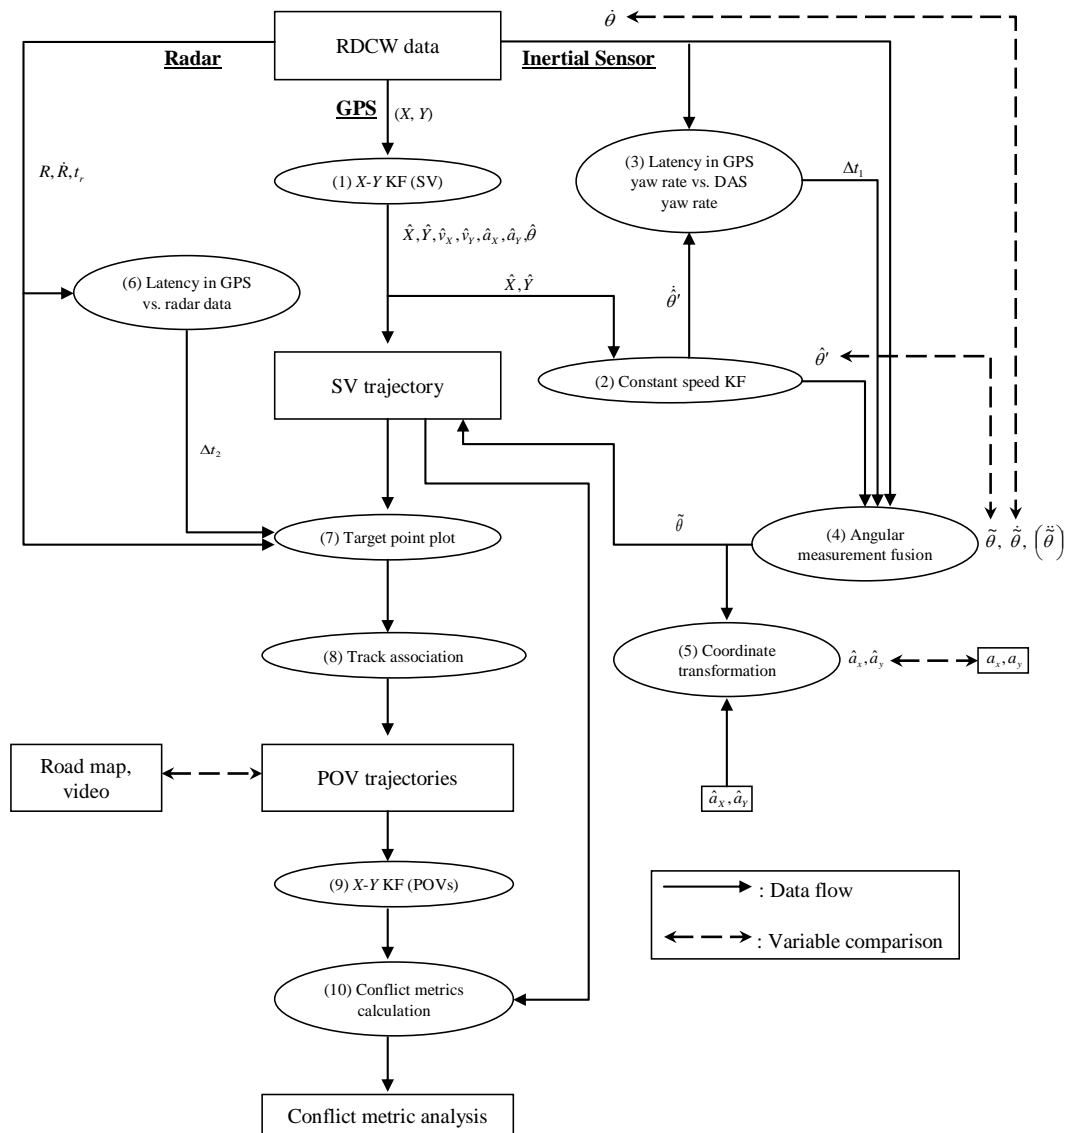 θ̇
RDCW data
Radar
Inertial Sensor
GPS
(X, Y)
(3) Latency in GPS
yaw rate vs. DAS
yaw rate
Δt₁
R, Ṙ, tᵣ
(1) X-Y KF (SV)
X̂, Ŷ, v̂_X, v̂_Y, â_X, â_Y, θ̂
(6) Latency in GPS
vs. radar data
X̂, Ŷ
θ̂̇′
θ̂′
(2) Constant speed KF
SV trajectory
Δt₂
θ̃
(7) Target point plot
(4) Angular
measurement fusion
θ̃, θ̃̇, (θ̃̈)
(8) Track association
(5) Coordinate
transformation
â_x, â_y
a_x, a_y
Road map,
video
POV trajectories
â_X, â_Y
(9) X-Y KF (POVs)
: Data flow
: Variable comparison
(10) Conflict metrics
calculation
Conflict metric analysis